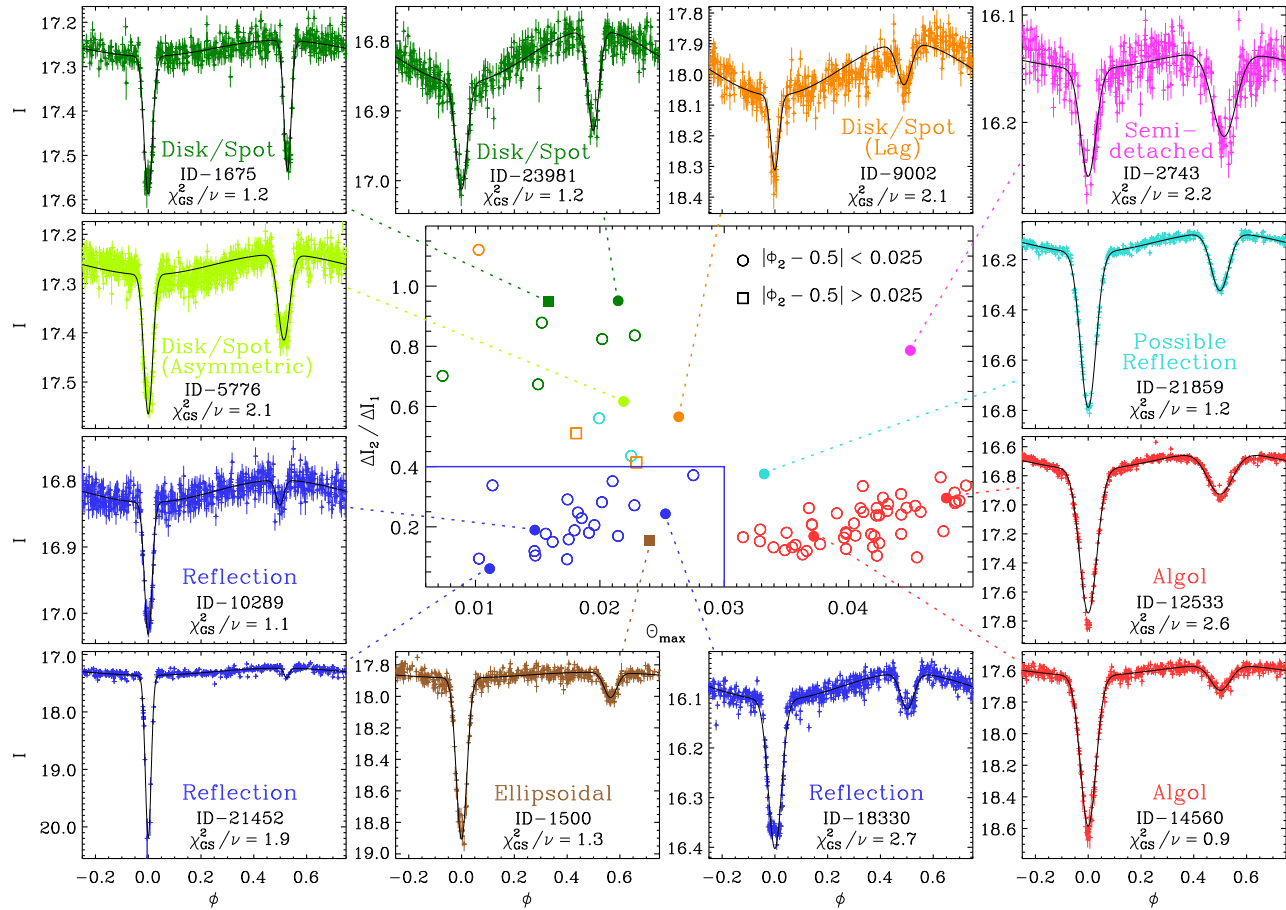 17.2
17.3
17.4
17.5
17.6
I
Disk/Spot
ID−1675
χ²GS/ν = 1.2
16.8
16.9
17.0
Disk/Spot
ID−23981
χ²GS/ν = 1.2
17.8
17.9
18.0
18.1
18.2
18.3
18.4
Disk/Spot
(Lag)
ID−9002
χ²GS/ν = 2.1
16.1
16.2
Semi−
detached
ID−2743
χ²GS/ν = 2.2
17.2
17.3
17.4
17.5
I
Disk/Spot
(Asymmetric)
ID−5776
χ²GS/ν = 2.1
1.0
0.8
0.6
0.4
0.2
ΔI₂ / ΔI₁
|Φ₂ − 0.5| < 0.025
|Φ₂ − 0.5| > 0.025
0.01 0.02 0.03 0.04
Θmax
16.2
16.4
16.6
16.8
Possible
Reflection
ID−21859
χ²GS/ν = 1.2
16.8
16.9
17.0
I
Reflection
ID−10289
χ²GS/ν = 1.1
16.6
16.8
17.0
17.2
17.4
17.6
17.8
Algol
ID−12533
χ²GS/ν = 2.6
17.0
18.0
19.0
20.0
I
Reflection
ID−21452
χ²GS/ν = 1.9
−0.2 0.0 0.2 0.4 0.6
ϕ
17.8
18.0
18.2
18.4
18.6
18.8
19.0
Ellipsoidal
ID−1500
χ²GS/ν = 1.3
−0.2 0.0 0.2 0.4 0.6
ϕ
16.1
16.2
16.3
16.4
Reflection
ID−18330
χ²GS/ν = 2.7
−0.2 0.0 0.2 0.4 0.6
ϕ
17.6
17.8
18.0
18.2
18.4
18.6
Algol
ID−14560
χ²GS/ν = 0.9
−0.2 0.0 0.2 0.4 0.6
ϕ